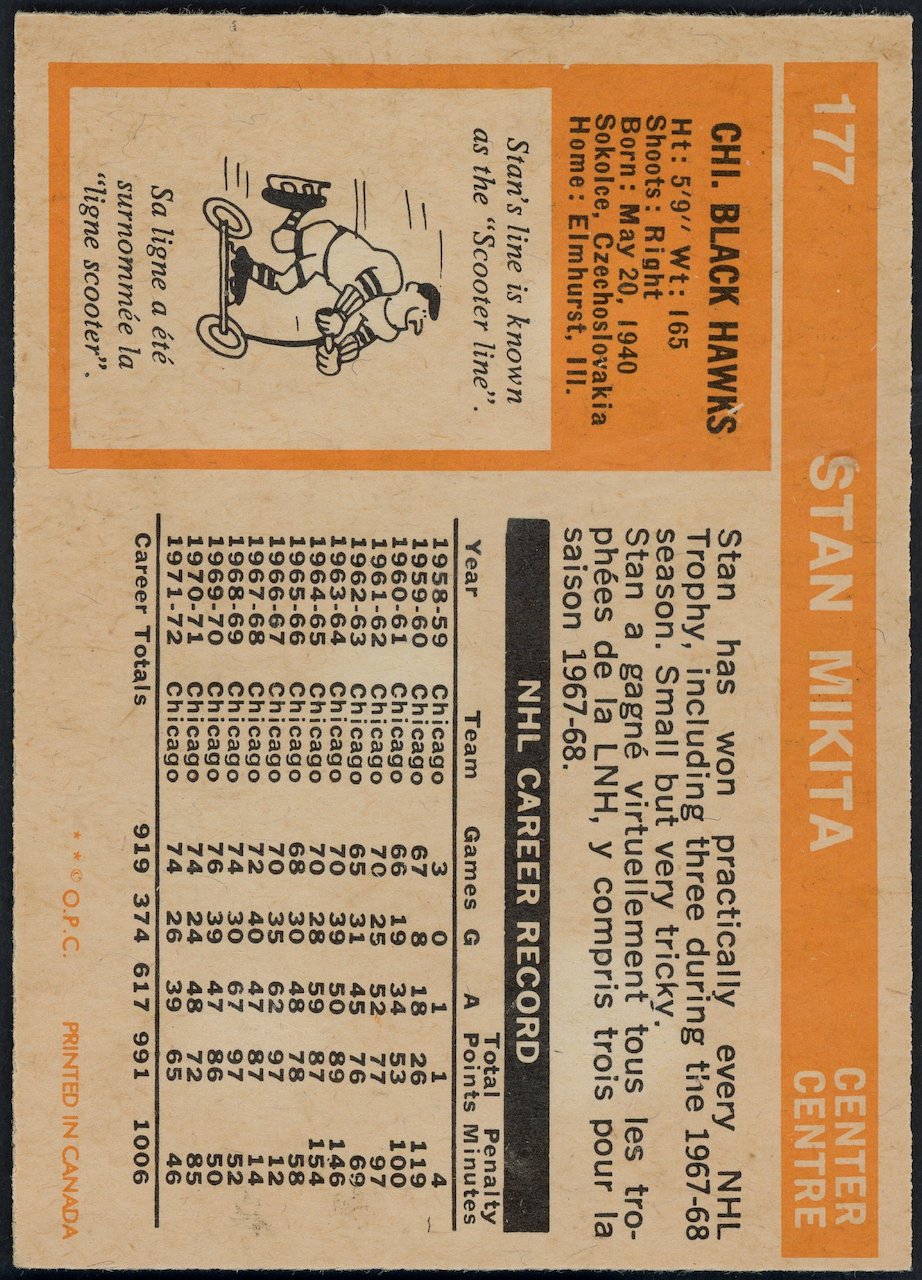 177 STAN MIKITA CENTER
CENTRE
CHI. BLACK HAWKS
Ht: 5'9" Wt: 165
Shoots: Right
Born: May 20, 1940
Sokolce, Czechoslovakia
Home: Elmhurst, Ill.
Stan's line is known
as the "Scooter line".
Sa ligne a été
surnommée la
"ligne scooter".
Stan has won practically every NHL
Trophy, including three during the 1967-68
season. Small but very tricky.
Stan a gagné virtuellement tous les tro-
phées de la LNH, y compris trois pour la
saison 1967-68.
NHL CAREER RECORD
Total Penalty
Year Team Games G A Points Minutes
1958-59 Chicago 3 0 1 1 4
1959-60 Chicago 67 8 18 26 119
1960-61 Chicago 66 19 34 53 100
1961-62 Chicago 70 25 52 77 97
1962-63 Chicago 65 31 45 76 69
1963-64 Chicago 70 39 50 89 146
1964-65 Chicago 70 28 59 87 154
1965-66 Chicago 68 30 48 78 58
1966-67 Chicago 70 35 62 97 12
1967-68 Chicago 72 40 47 87 14
1968-69 Chicago 74 30 67 97 52
1969-70 Chicago 76 39 47 86 50
1970-71 Chicago 74 24 48 72 85
1971-72 Chicago 74 26 39 65 46
Career Totals 919 374 617 991 1006
* * © O.P.C. PRINTED IN CANADA